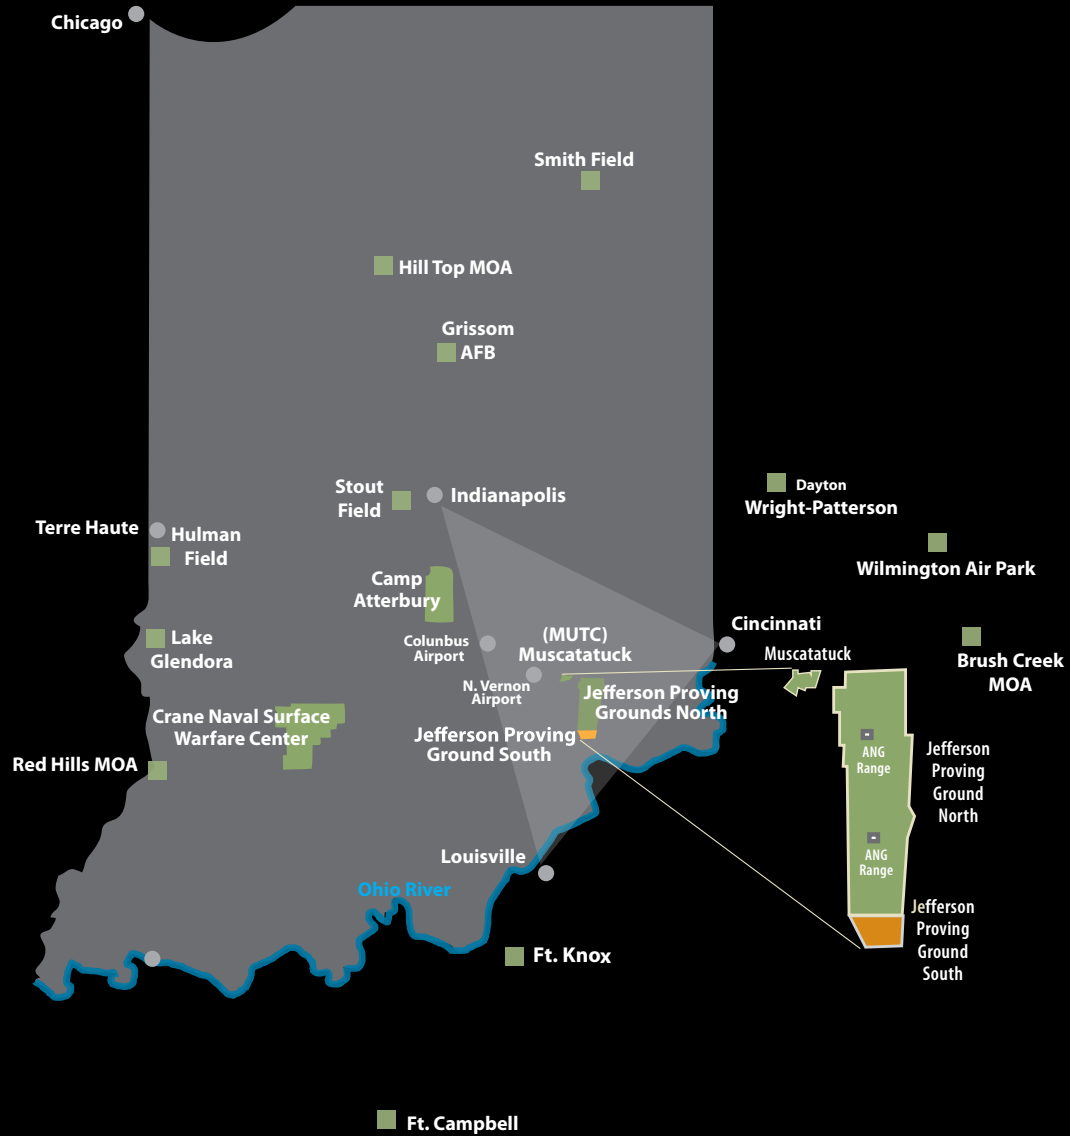 Chicago
Smith Field
Hill Top MOA
Grissom
AFB
Stout
Field
Indianapolis
Dayton
Wright-Patterson
Terre Haute
Hulman
Field
Wilmington Air Park
Camp
Atterbury
Lake
Glendora
Colunbus
Airport
(MUTC)
Muscatatuck
Cincinnati
Muscatatuck
Brush Creek
MOA
N. Vernon
Airport
Jefferson Proving
Grounds North
Crane Naval Surface
Warfare Center
Jefferson Proving
Ground South
Red Hills MOA
ANG
Range
Jefferson
Proving
Ground
North
ANG
Range
Louisville
Ohio River
Jefferson
Proving
Ground
South
Ft. Knox
Ft. Campbell